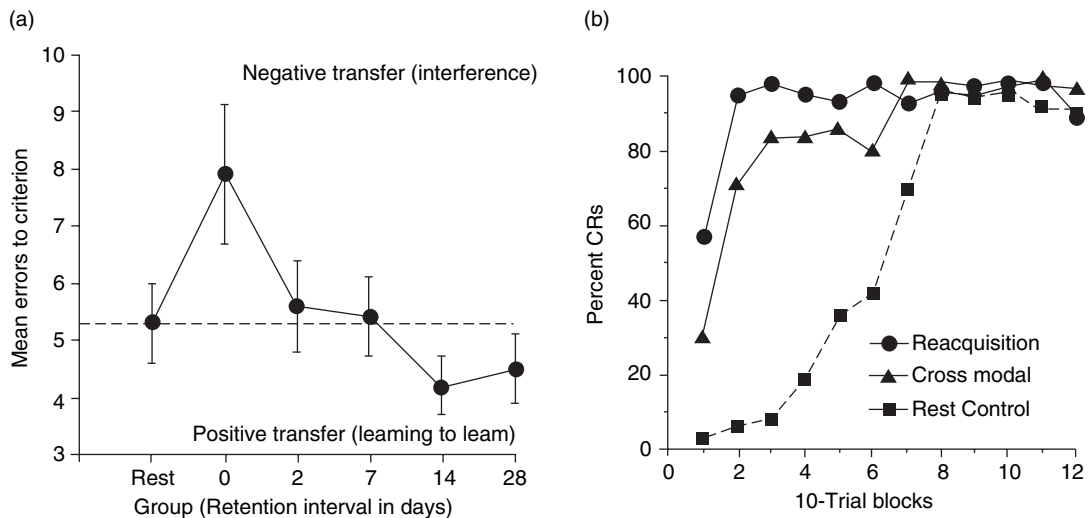 (a)
10
9
8
7
6
5
4
3
Mean errors to criterion
Negative transfer (interference)
Positive transfer (leaming to leam)
Rest 0 2 7 14 28
Group (Retention interval in days)
(b)
100
80
60
40
20
0
Percent CRs
Reacquisition
Cross modal
Rest Control
0 2 4 6 8 10 12
10-Trial blocks